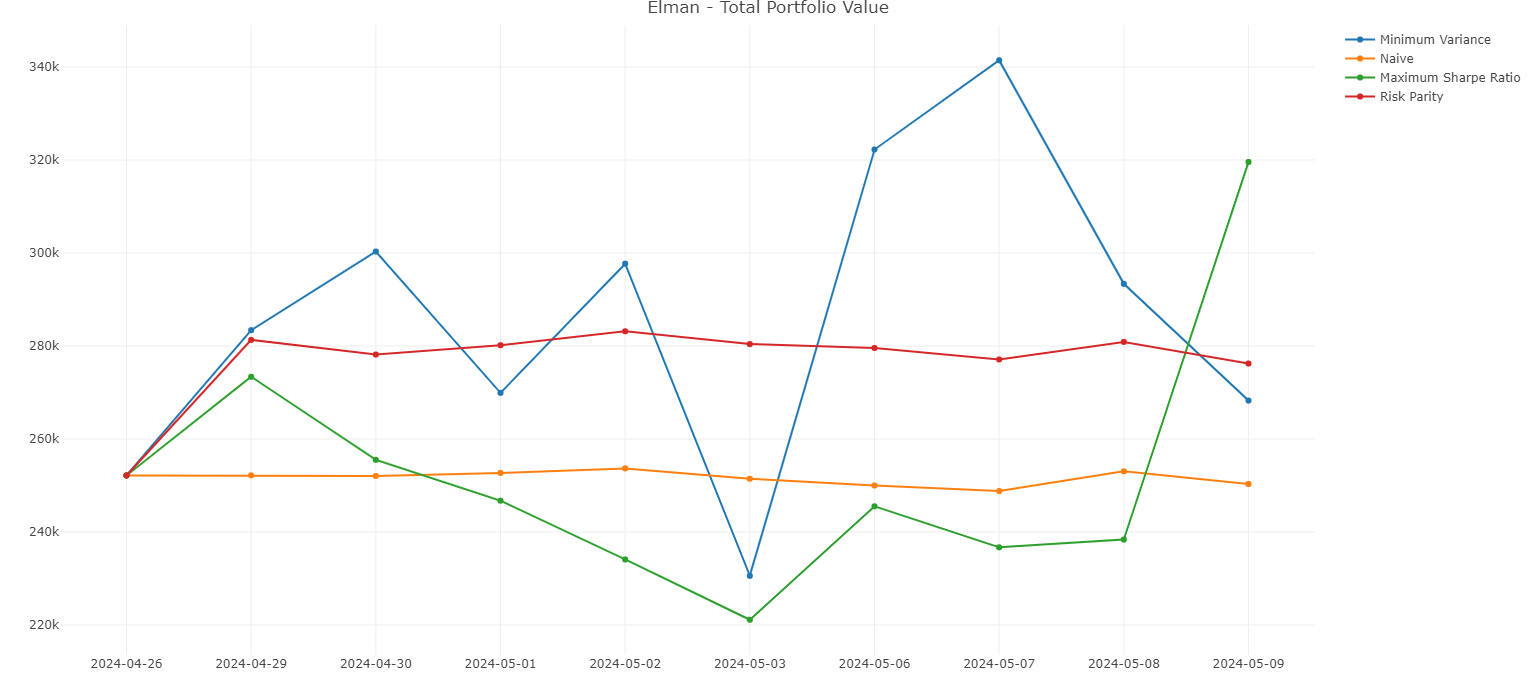 Elman - Total Portfolio Value
Minimum Variance
Naive
Maximum Sharpe Ratio
Risk Parity
340k
320k
300k
280k
260k
240k
220k
2024-04-26
2024-04-29
2024-04-30
2024-05-01
2024-05-02
2024-05-03
2024-05-06
2024-05-07
2024-05-08
2024-05-09